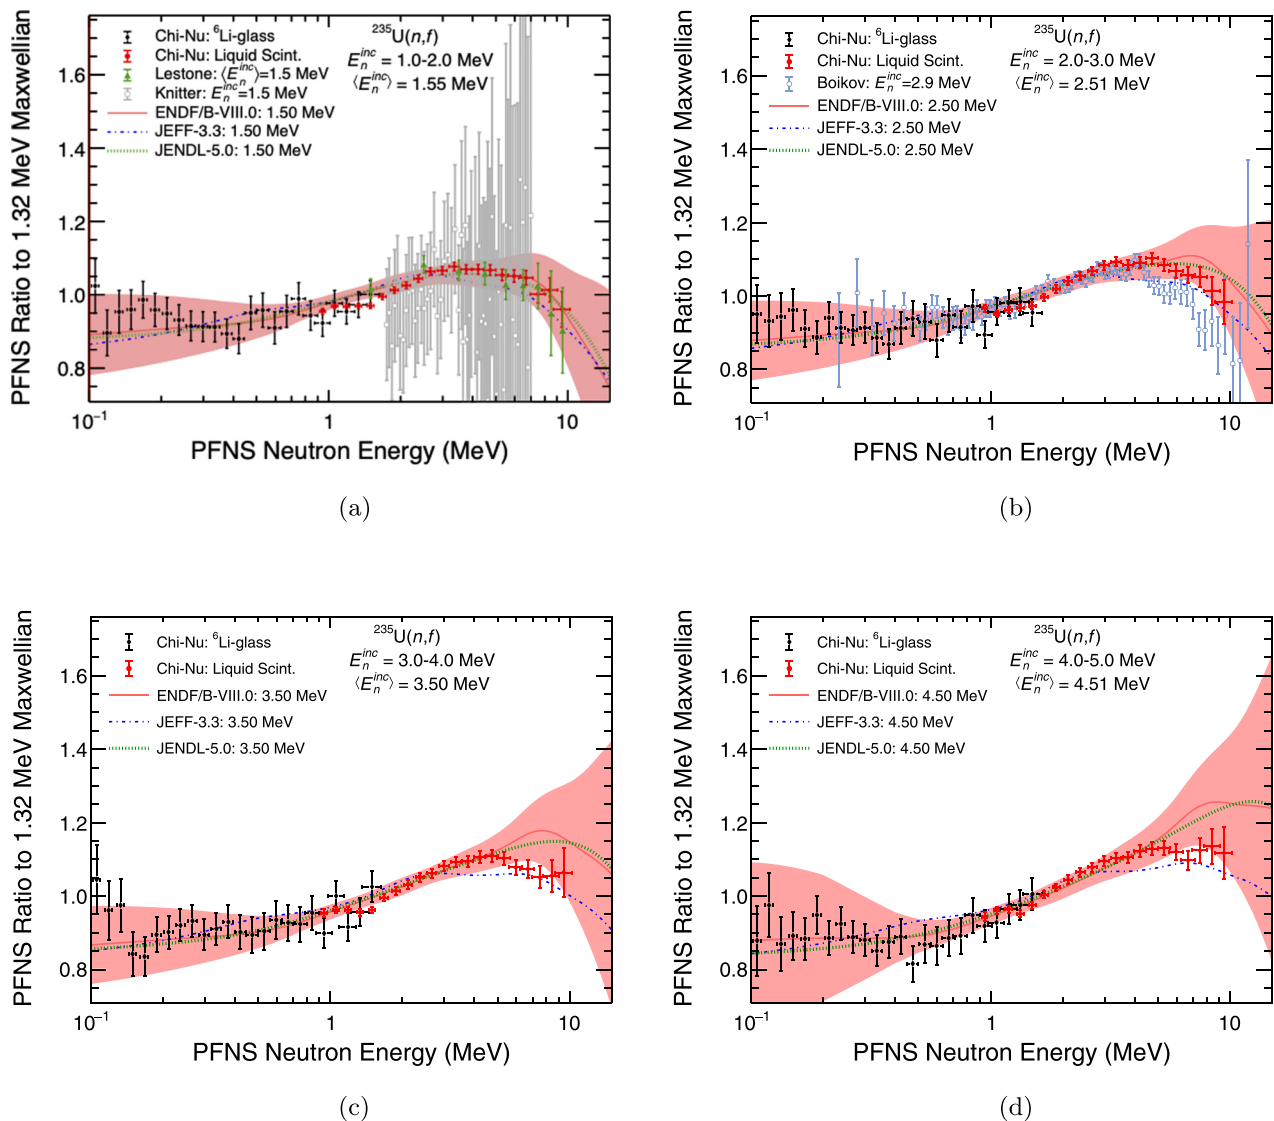 PFNS Ratio to 1.32 MeV Maxwellian
1.6
1.4
1.2
1.0
0.8
Chi-Nu: ⁶Li-glass
Chi-Nu: Liquid Scint.
Lestone: ⟨E_n^inc⟩=1.5 MeV
Knitter: E_n^inc=1.5 MeV
ENDF/B-VIII.0: 1.50 MeV
JEFF-3.3: 1.50 MeV
JENDL-5.0: 1.50 MeV
²³⁵U(n,f)
E_n^inc = 1.0-2.0 MeV
⟨E_n^inc⟩ = 1.55 MeV
10⁻¹ 1 10
PFNS Neutron Energy (MeV)
(a)
PFNS Ratio to 1.32 MeV Maxwellian
1.6
1.4
1.2
1.0
0.8
Chi-Nu: ⁶Li-glass
Chi-Nu: Liquid Scint.
Boikov: E_n^inc=2.9 MeV
ENDF/B-VIII.0: 2.50 MeV
JEFF-3.3: 2.50 MeV
JENDL-5.0: 2.50 MeV
²³⁵U(n,f)
E_n^inc = 2.0-3.0 MeV
⟨E_n^inc⟩ = 2.51 MeV
10⁻¹ 1 10
PFNS Neutron Energy (MeV)
(b)
PFNS Ratio to 1.32 MeV Maxwellian
1.6
1.4
1.2
1.0
0.8
Chi-Nu: ⁶Li-glass
Chi-Nu: Liquid Scint.
ENDF/B-VIII.0: 3.50 MeV
JEFF-3.3: 3.50 MeV
JENDL-5.0: 3.50 MeV
²³⁵U(n,f)
E_n^inc = 3.0-4.0 MeV
⟨E_n^inc⟩ = 3.50 MeV
10⁻¹ 1 10
PFNS Neutron Energy (MeV)
(c)
PFNS Ratio to 1.32 MeV Maxwellian
1.6
1.4
1.2
1.0
0.8
Chi-Nu: ⁶Li-glass
Chi-Nu: Liquid Scint.
ENDF/B-VIII.0: 4.50 MeV
JEFF-3.3: 4.50 MeV
JENDL-5.0: 4.50 MeV
²³⁵U(n,f)
E_n^inc = 4.0-5.0 MeV
⟨E_n^inc⟩ = 4.51 MeV
10⁻¹ 1 10
PFNS Neutron Energy (MeV)
(d)